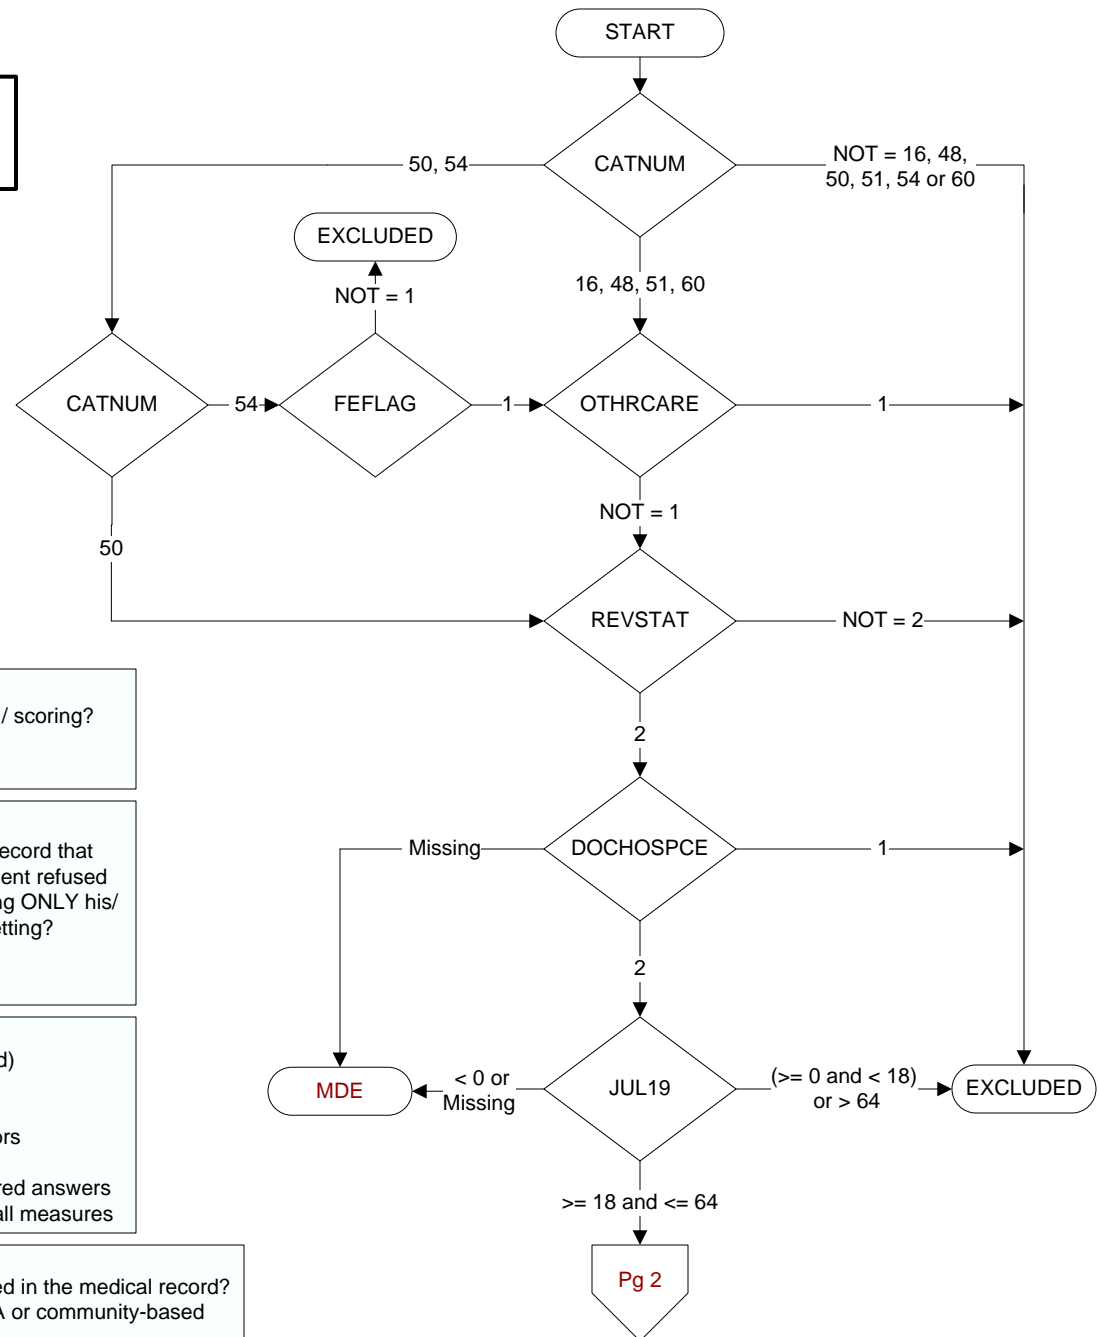 START
CATNUM
50, 54
NOT = 16, 48,
50, 51, 54 or 60
EXCLUDED
NOT = 1
16, 48, 51, 60
CATNUM
54
FEFLAG
1
OTHRCARE
1
NOT = 1
50
REVSTAT
NOT = 2
2
/ scoring?
DOCHOSPCE
Missing
1
ecord that
ent refused
ng ONLY his/
etting?
2
d)
ors
red answers
all measures
JUL19
< 0 or
Missing
MDE
(>= 0 and < 18)
or > 64
EXCLUDED
>= 18 and <= 64
Pg 2
ed in the medical record?
A or community-based